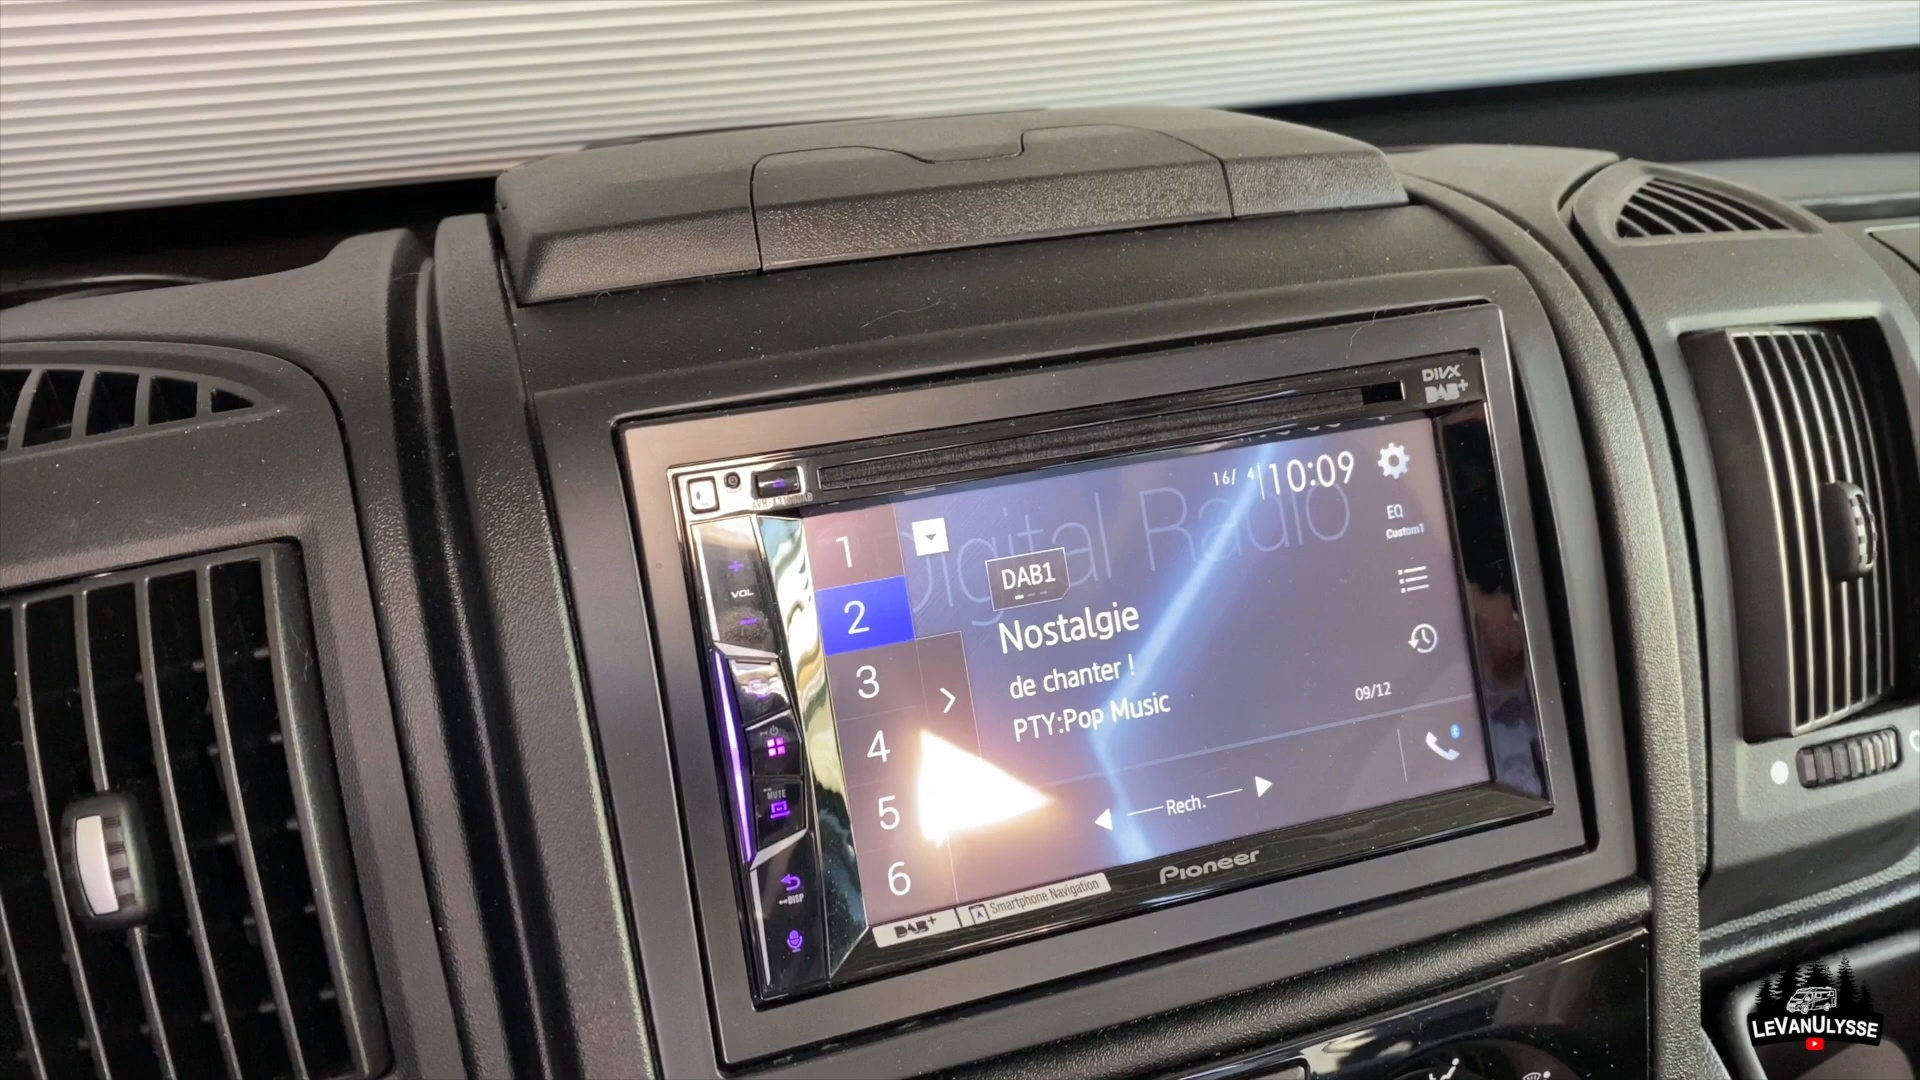 DIVX
DAB+
16/ 4 10:09
Digital Radio
EQ
Custom1
1
DAB1
2
Nostalgie
3
de chanter !
PTY:Pop Music
09/12
4
5
Rech.
6
VOL
MUTE
DISP
DAB+
Smartphone Navigation
Pioneer
LEVANULYSSE